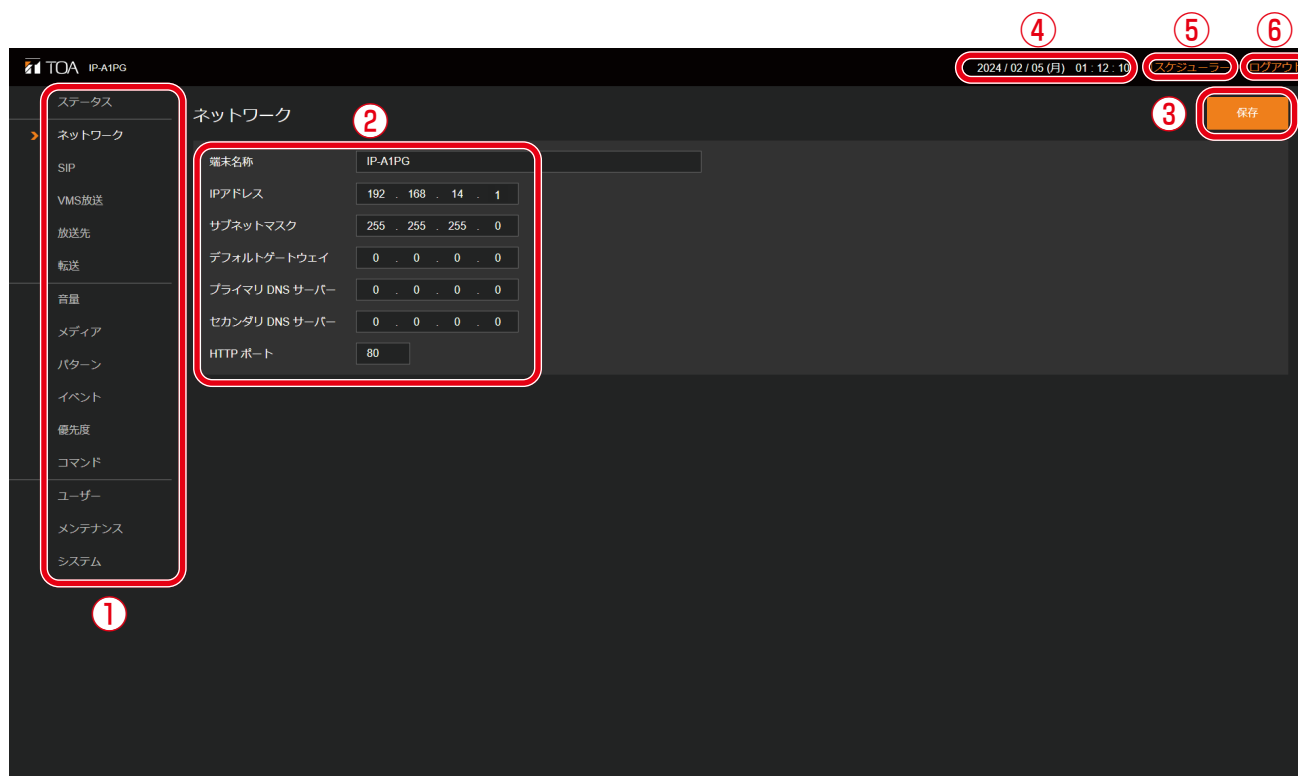 ④ ⑤ ⑥
TOA IP-A1PG 2024 / 02 / 05 (月) 01 : 12 : 10 スケジューラー ログアウト
ステータス
ネットワーク
SIP
VMS放送
放送先
転送
音量
メディア
パターン
イベント
優先度
コマンド
ユーザー
メンテナンス
システム
①
ネットワーク ② ③ 保存
端末名称 IP-A1PG
IPアドレス 192 . 168 . 14 . 1
サブネットマスク 255 . 255 . 255 . 0
デフォルトゲートウェイ 0 . 0 . 0 . 0
プライマリ DNS サーバー 0 . 0 . 0 . 0
セカンダリ DNS サーバー 0 . 0 . 0 . 0
HTTP ポート 80